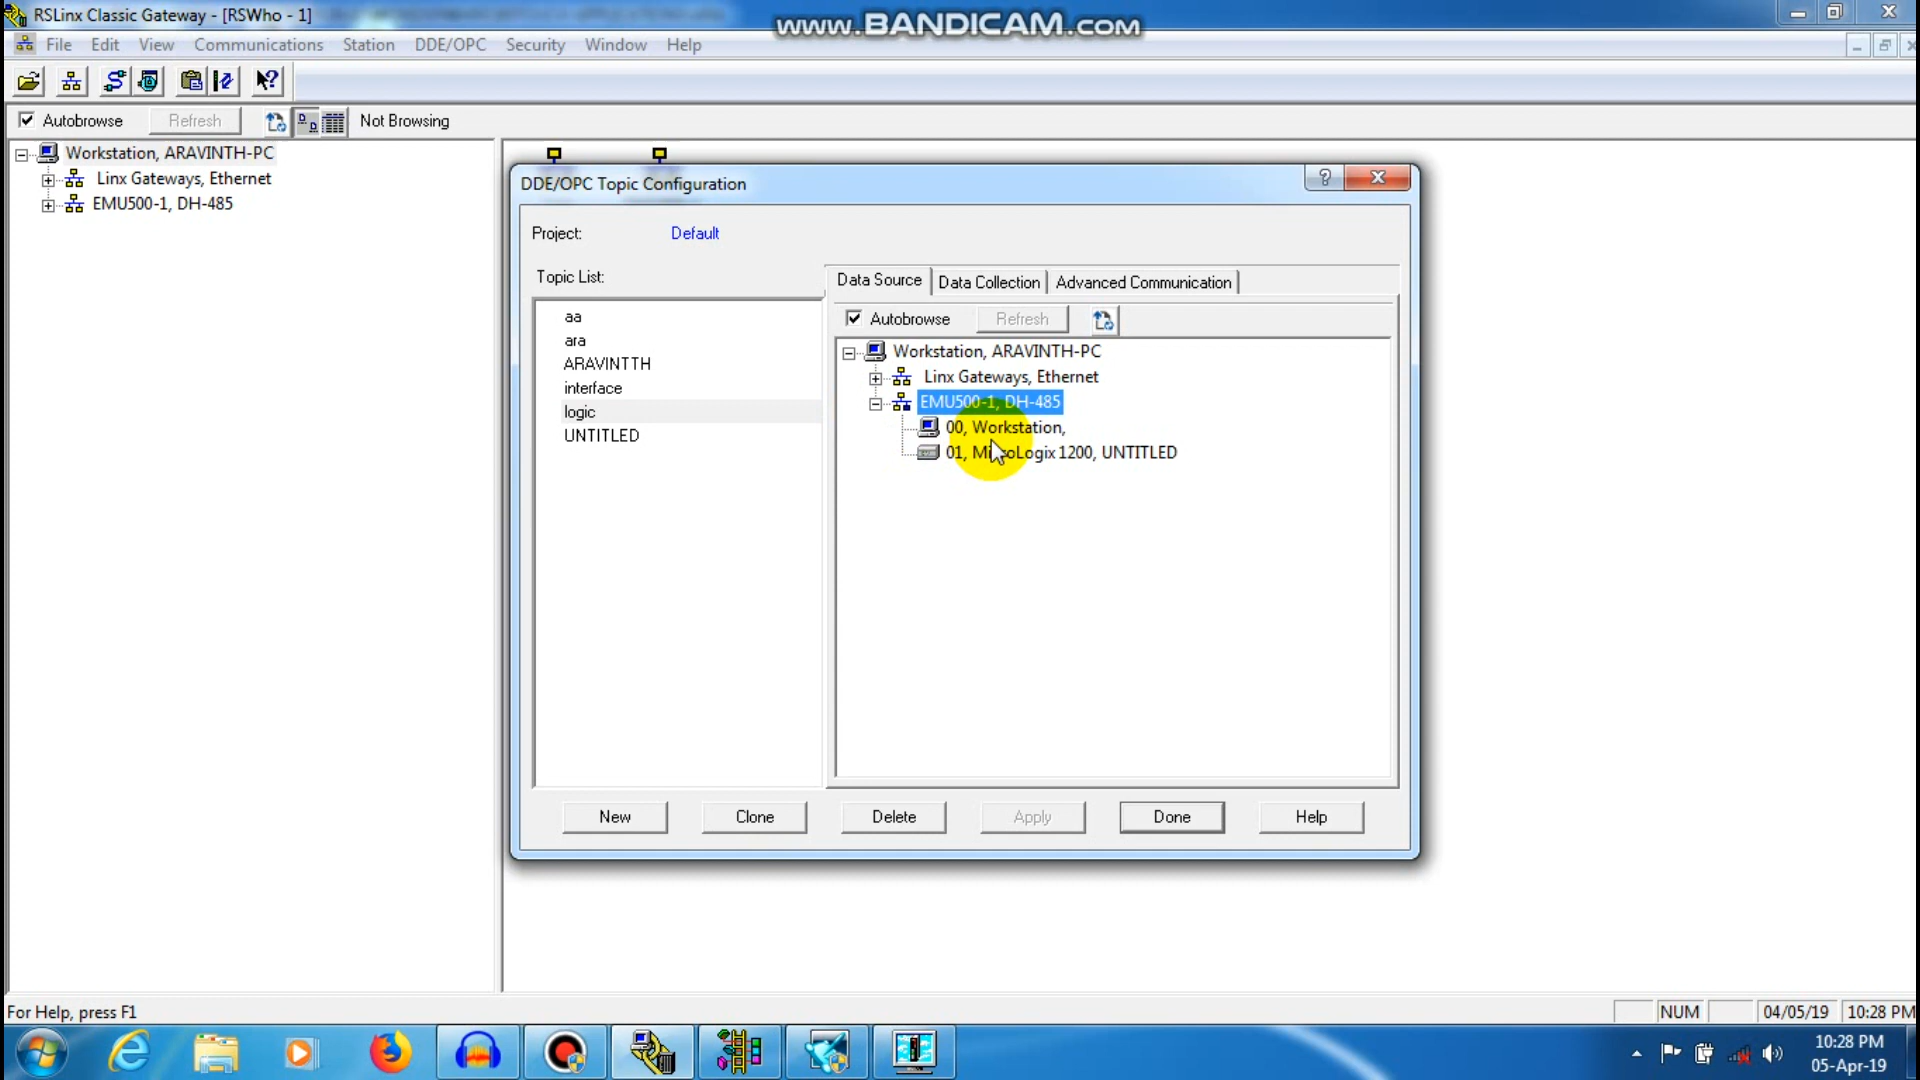 RSLinx Classic Gateway - [RSWho - 1]
www.BANDICAM.com
File Edit View Communications Station DDE/OPC Security Window Help
Autobrowse Refresh Not Browsing
Workstation, ARAVINTH-PC
Linx Gateways, Ethernet
EMU500-1, DH-485
DDE/OPC Topic Configuration
Project: Default
Topic List:
aa
ara
ARAVINTTH
interface
logic
UNTITLED
Data Source Data Collection Advanced Communication
Autobrowse Refresh
Workstation, ARAVINTH-PC
Linx Gateways, Ethernet
EMU500-1, DH-485
00, Workstation,
01, MicroLogix 1200, UNTITLED
New Clone Delete Apply Done Help
For Help, press F1
NUM 04/05/19 10:28 PM
10:28 PM
05-Apr-19